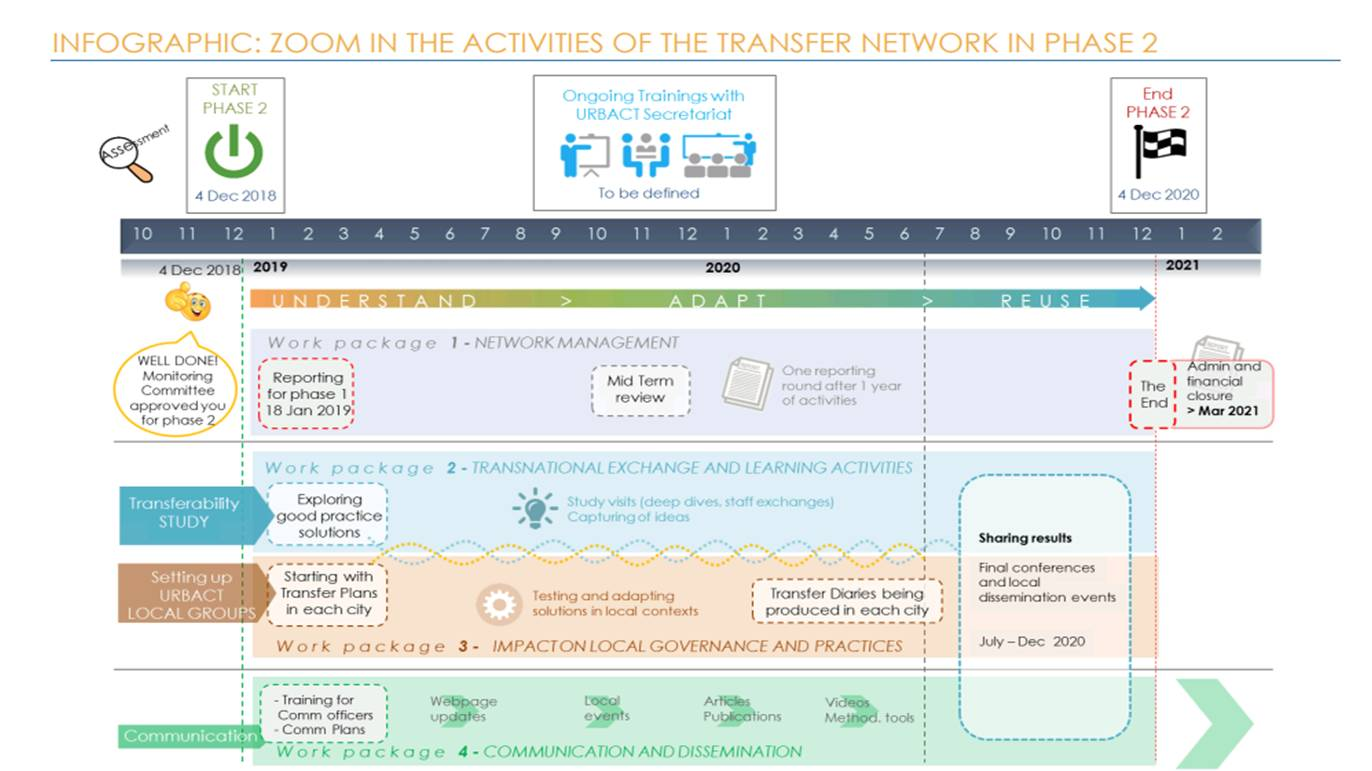 INFOGRAPHIC: ZOOM IN THE ACTIVITIES OF THE TRANSFER NETWORK IN PHASE 2
START
PHASE 2
4 Dec 2018
Assessment
Ongoing Trainings with
URBACT Secretariat
To be defined
End
PHASE 2
4 Dec 2020
10 11 12 1 2 3 4 5 6 7 8 9 10 11 12 1 2 3 4 5 6 7 8 9 10 11 12 1 2
4 Dec 2018 2019 2020 2021
UNDERSTAND > ADAPT > REUSE
WELL DONE!
Monitoring
Committee
approved you
for phase 2
Work package 1 - NETWORK MANAGEMENT
Reporting
for phase 1
18 Jan 2019
Mid Term
review
REPORT
One reporting
round after 1 year
of activities
The
End
REPORT
Admin and
financial
closure
> Mar 2021
Work package 2 - TRANSNATIONAL EXCHANGE AND LEARNING ACTIVITIES
Transferability
STUDY
Exploring
good practice
solutions
Study visits (deep dives, staff exchanges)
Capturing of ideas
Setting up
URBACT
LOCAL GROUPS
Starting with
Transfer Plans
in each city
Testing and adapting
solutions in local contexts
Transfer Diaries being
produced in each city
Work package 3 - IMPACT ON LOCAL GOVERNANCE AND PRACTICES
Sharing results
Final conferences
and local
dissemination events
July – Dec 2020
Communication
- Training for
Comm officers
- Comm Plans
Webpage
updates
Local
events
Articles
Publications
Videos
Method. tools
Work package 4 - COMMUNICATION AND DISSEMINATION